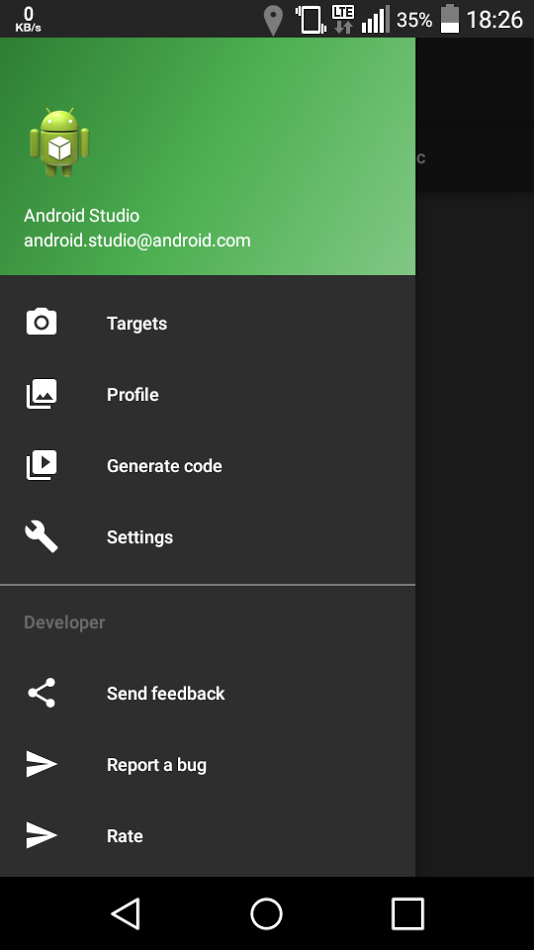 0
KB/s
LTE
35%
18:26
c
Android Studio
android.studio@android.com
Targets
Profile
Generate code
Settings
Developer
Send feedback
Report a bug
Rate